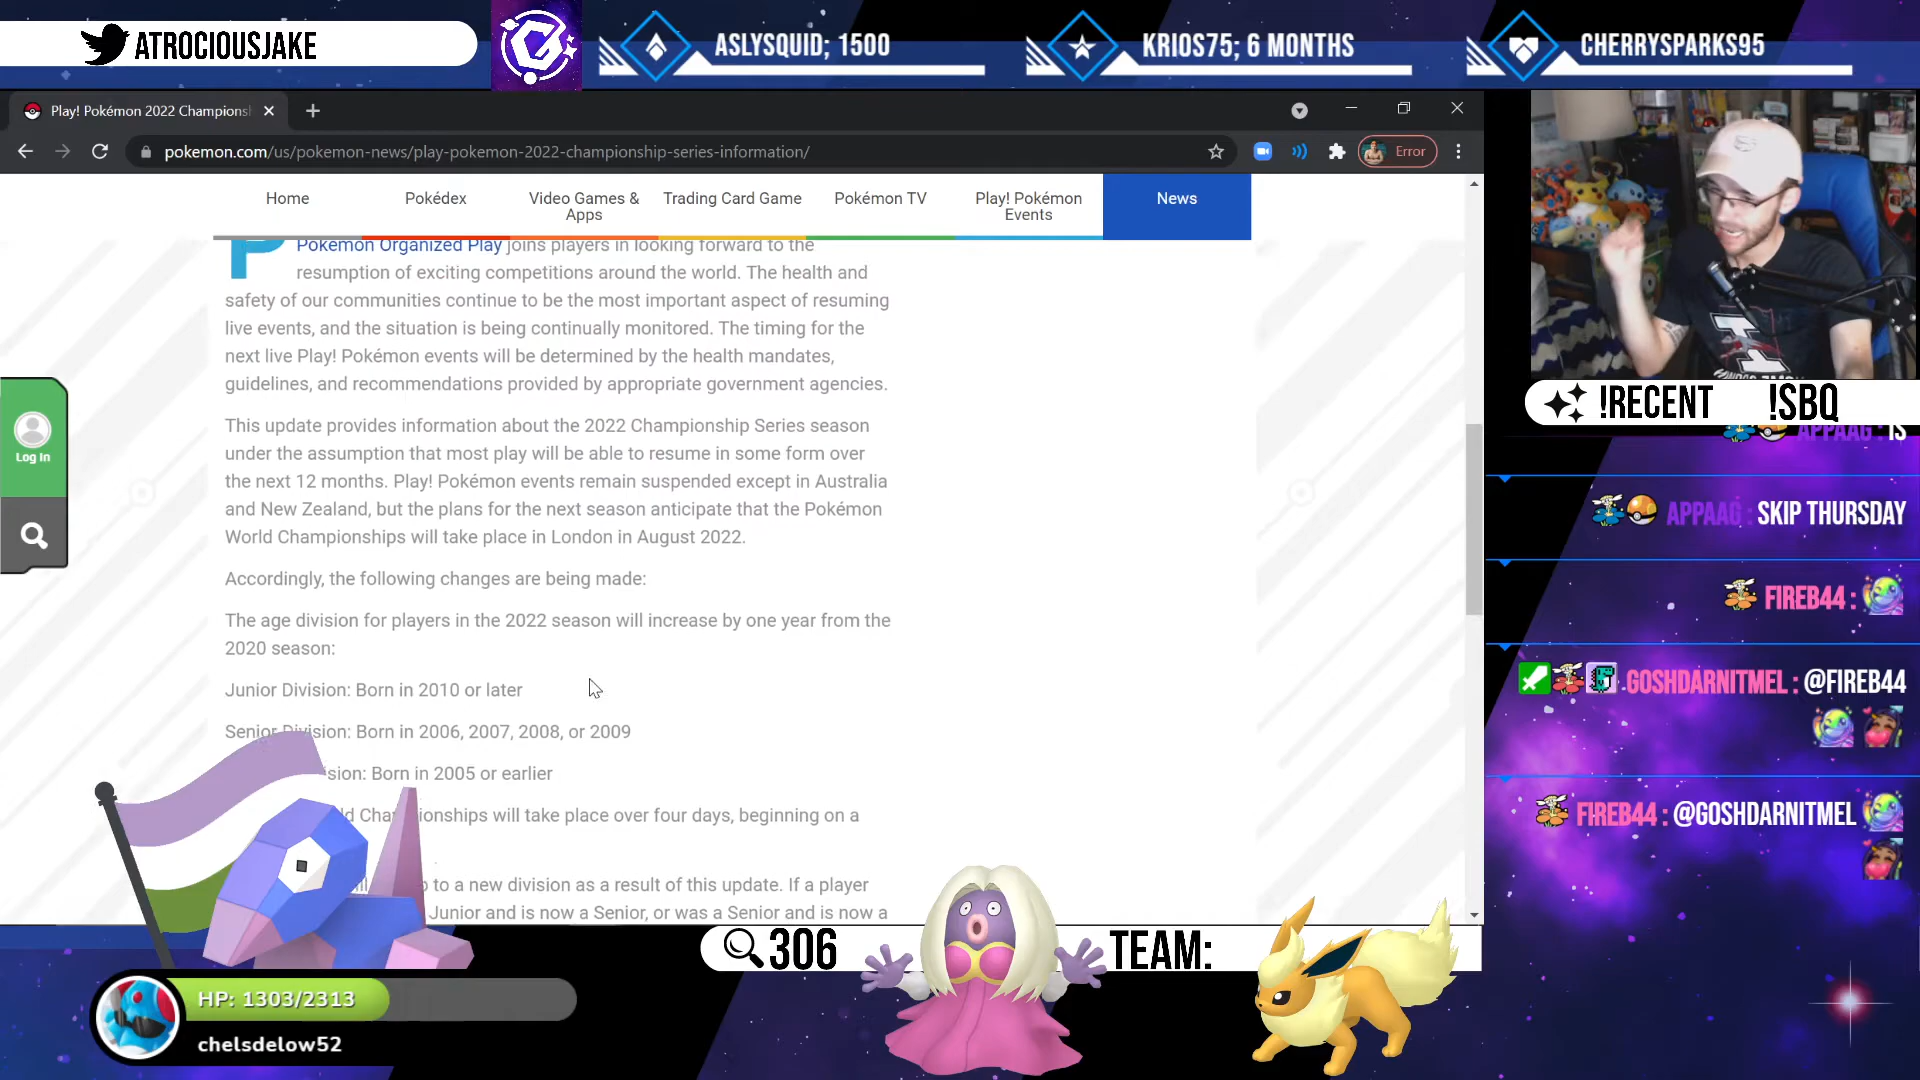 ATROCIOUSJAKE
ASLYSQUID; 1500
KRIOS75; 6 MONTHS
CHERRYSPARKS95
Play! Pokémon 2022 Champions
pokemon.com/us/pokemon-news/play-pokemon-2022-championship-series-information/
Error
Home
Pokédex
Video Games & Apps
Trading Card Game
Pokémon TV
Play! Pokémon Events
News
Pokémon Organized Play joins players in looking forward to the
resumption of exciting competitions around the world. The health and
safety of our communities continue to be the most important aspect of resuming
live events, and the situation is being continually monitored. The timing for the
next live Play! Pokémon events will be determined by the health mandates,
guidelines, and recommendations provided by appropriate government agencies.
This update provides information about the 2022 Championship Series season
under the assumption that most play will be able to resume in some form over
the next 12 months. Play! Pokémon events remain suspended except in Australia
and New Zealand, but the plans for the next season anticipate that the Pokémon
World Championships will take place in London in August 2022.
Accordingly, the following changes are being made:
The age division for players in the 2022 season will increase by one year from the
2020 season:
Junior Division: Born in 2010 or later
Senior Division: Born in 2006, 2007, 2008, or 2009
sion: Born in 2005 or earlier
d Championships will take place over four days, beginning on a
to a new division as a result of this update. If a player
Junior and is now a Senior, or was a Senior and is now a
Log In
!RECENT !SBQ
APPAAG : IS
APPAAG : SKIP THURSDAY
FIREB44 :
GOSHDARNITMEL : @FIREB44
FIREB44 : @GOSHDARNITMEL
306
TEAM:
HP: 1303/2313
chelsdelow52